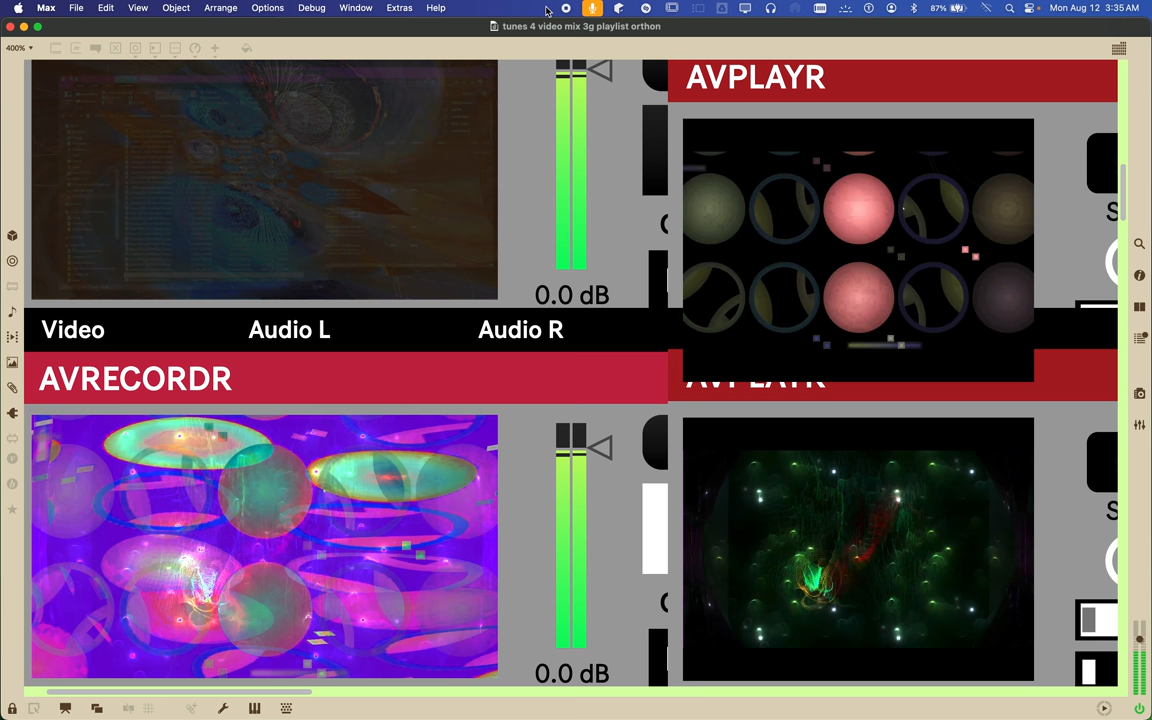 Max File Edit View Object Arrange Options Debug Window Extras Help 87% Mon Aug 12 3:35 AM
tunes 4 video mix 3g playlist orthon
400%
AVPLAYR
S
0.0 dB
Video Audio L Audio R
AVRECORDR
AVPLAYR
S
0.0 dB